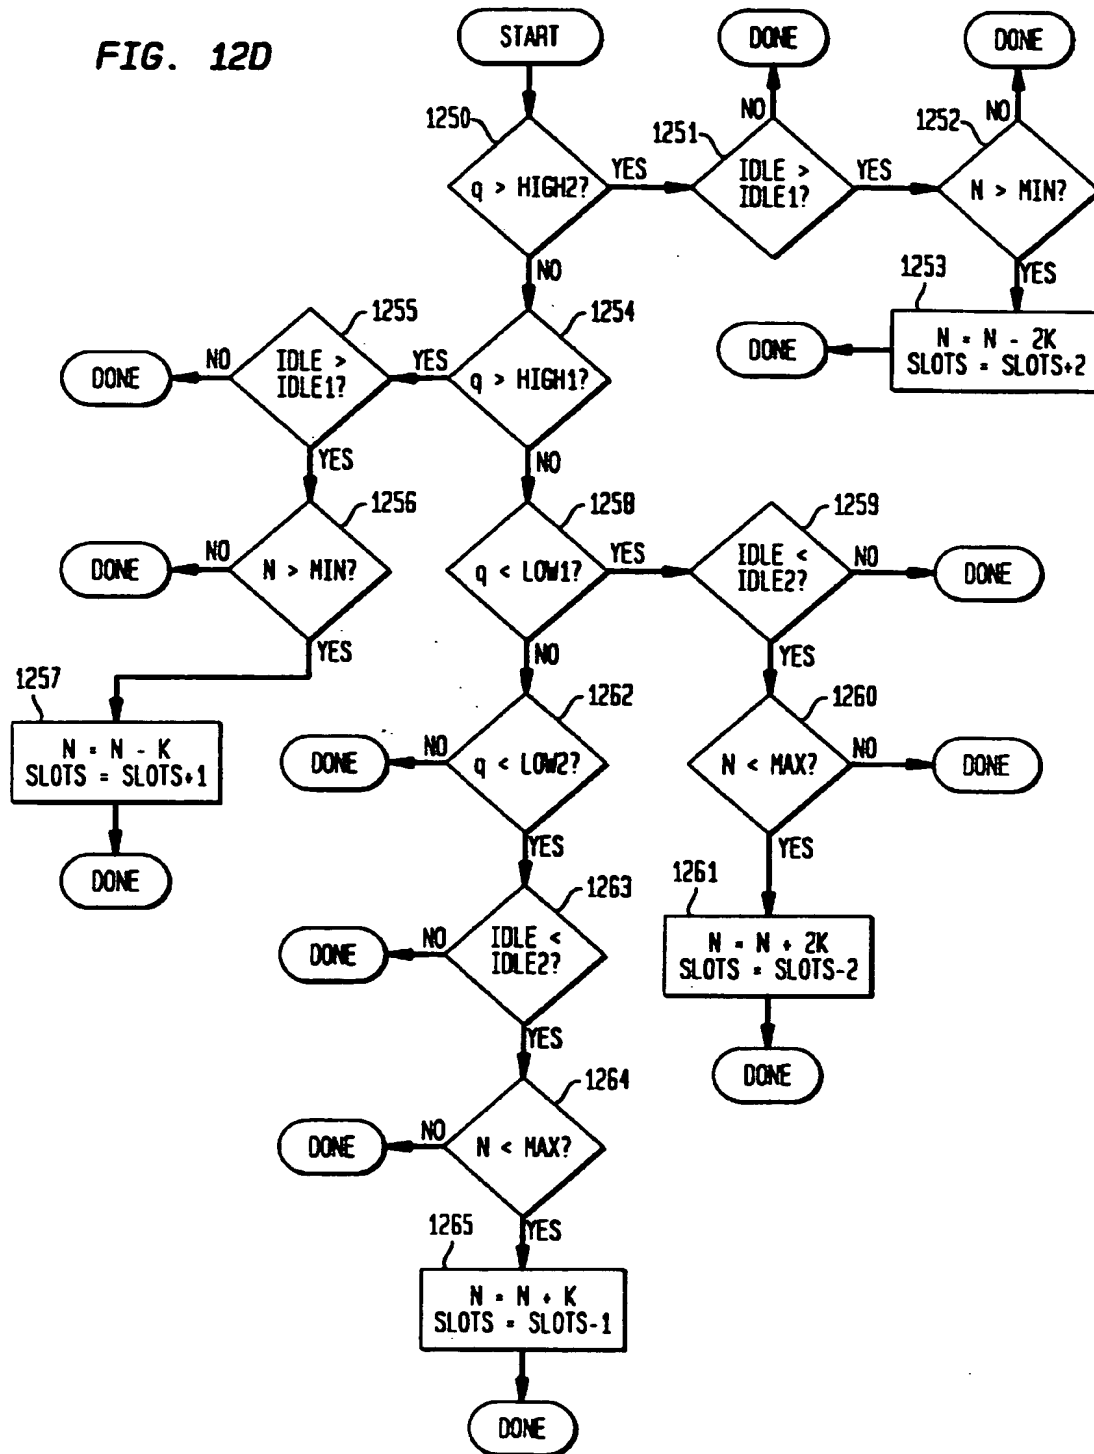 FIG. 12D
START
DONE
DONE
1250
q > HIGH2?
YES
1251
NO
IDLE >
IDLE1?
YES
1252
NO
N > MIN?
YES
1253
N = N - 2K
SLOTS = SLOTS+2
DONE
NO
1254
q > HIGH1?
YES
1255
IDLE >
IDLE1?
NO
DONE
YES
1256
N > MIN?
NO
DONE
YES
1257
N = N - K
SLOTS = SLOTS+1
DONE
NO
1258
q < LOW1?
YES
1259
IDLE <
IDLE2?
NO
DONE
YES
1260
N < MAX?
NO
DONE
YES
1261
N = N + 2K
SLOTS = SLOTS-2
DONE
NO
1262
q < LOW2?
NO
DONE
YES
1263
IDLE <
IDLE2?
NO
DONE
YES
1264
N < MAX?
NO
DONE
YES
1265
N = N + K
SLOTS = SLOTS-1
DONE